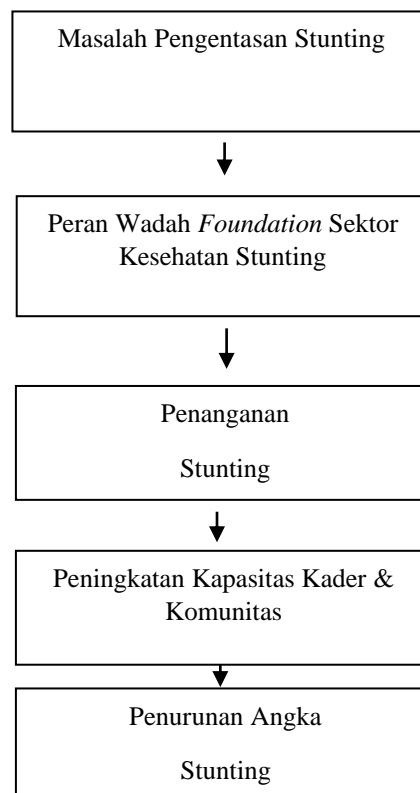 Masalah Pengentasan Stunting
Peran Wadah Foundation Sektor
Kesehatan Stunting
Penanganan
Stunting
Peningkatan Kapasitas Kader &
Komunitas
Penurunan Angka
Stunting